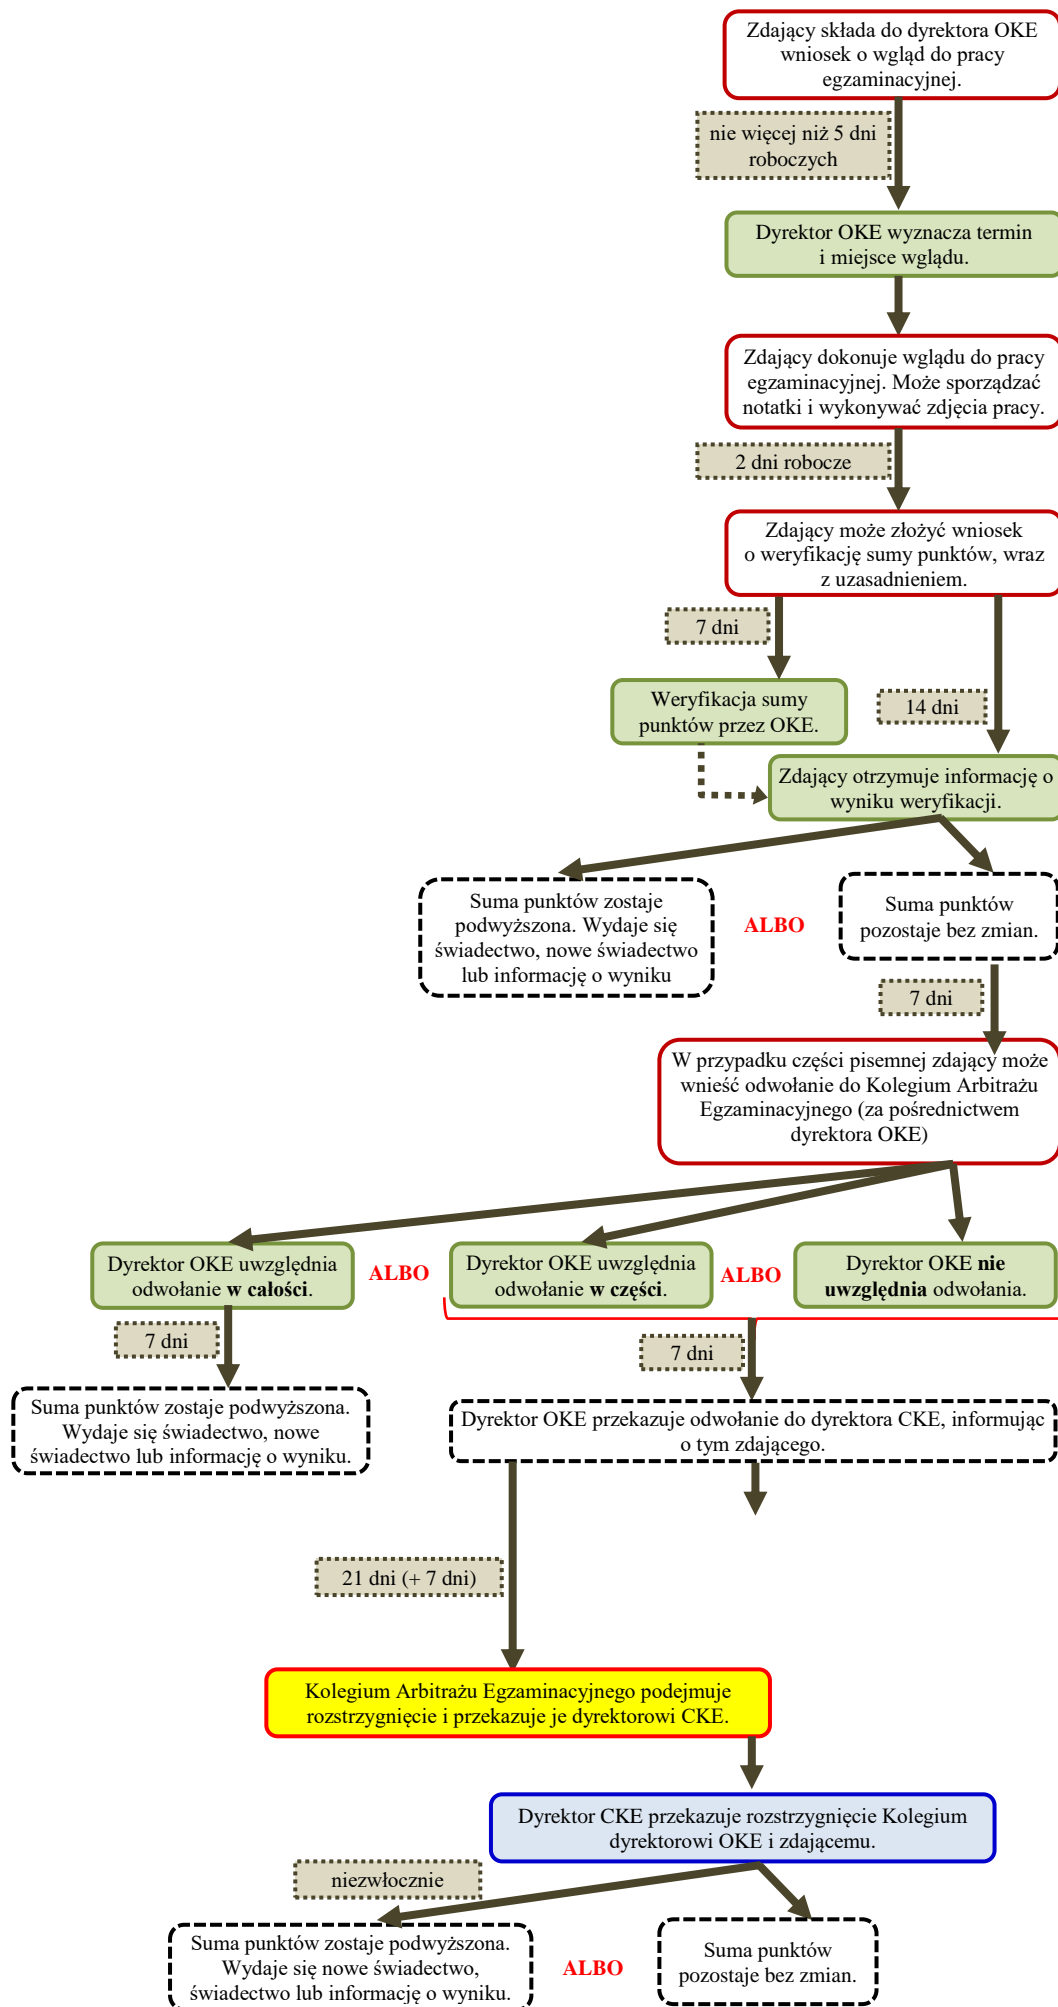 Zdający składa do dyrektora OKE
wniosek o wgląd do pracy
egzaminacyjnej.
nie więcej niż 5 dni
roboczych
Dyrektor OKE wyznacza termin
i miejsce wglądu.
Zdający dokonuje wglądu do pracy
egzaminacyjnej. Może sporządzać
notatki i wykonywać zdjęcia pracy.
2 dni robocze
Zdający może złożyć wniosek
o weryfikację sumy punktów, wraz
z uzasadnieniem.
7 dni
Weryfikacja sumy
punktów przez OKE.
14 dni
Zdający otrzymuje informację o
wyniku weryfikacji.
Suma punktów zostaje
podwyższona. Wydaje się
świadectwo, nowe świadectwo
lub informację o wyniku
ALBO
Suma punktów
pozostaje bez zmian.
7 dni
W przypadku części pisemnej zdający może
wnieść odwołanie do Kolegium Arbitrażu
Egzaminacyjnego (za pośrednictwem
dyrektora OKE)
Dyrektor OKE uwzględnia
odwołanie w całości.
ALBO
Dyrektor OKE uwzględnia
odwołanie w części.
ALBO
Dyrektor OKE nie
uwzględnia odwołania.
7 dni
7 dni
Suma punktów zostaje podwyższona.
Wydaje się świadectwo, nowe
świadectwo lub informację o wyniku.
Dyrektor OKE przekazuje odwołanie do dyrektora CKE, informując
o tym zdającego.
21 dni (+ 7 dni)
Kolegium Arbitrażu Egzaminacyjnego podejmuje
rozstrzygnięcie i przekazuje je dyrektorowi CKE.
Dyrektor CKE przekazuje rozstrzygnięcie Kolegium
dyrektorowi OKE i zdającemu.
niezwłocznie
Suma punktów zostaje podwyższona.
Wydaje się nowe świadectwo,
świadectwo lub informację o wyniku.
ALBO
Suma punktów
pozostaje bez zmian.